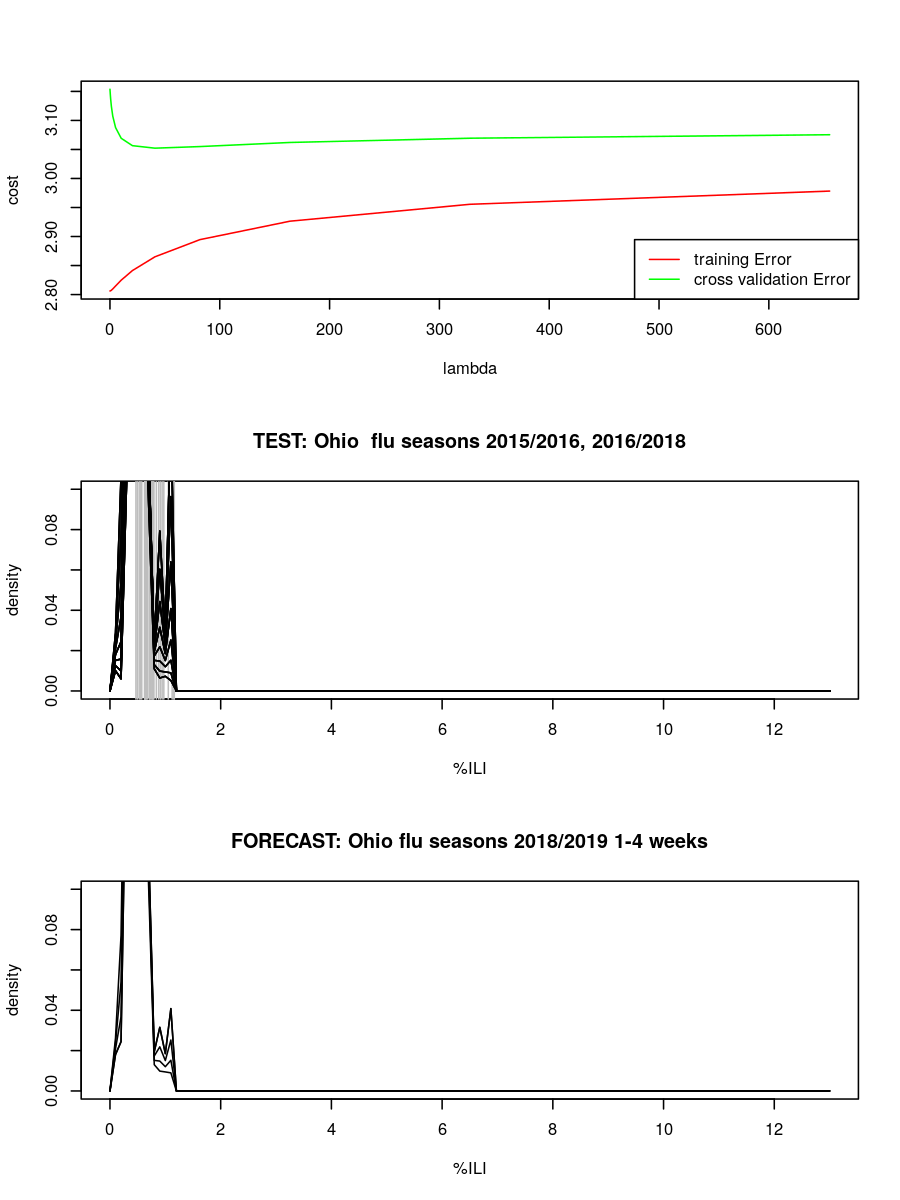 3.10
3.00
2.90
2.80
cost
training Error
cross validation Error
0 100 200 300 400 500 600
lambda
TEST: Ohio  flu seasons 2015/2016, 2016/2018
0.08
0.04
0.00
density
0 2 4 6 8 10 12
%ILI
FORECAST: Ohio flu seasons 2018/2019 1-4 weeks
0.08
0.04
0.00
density
0 2 4 6 8 10 12
%ILI